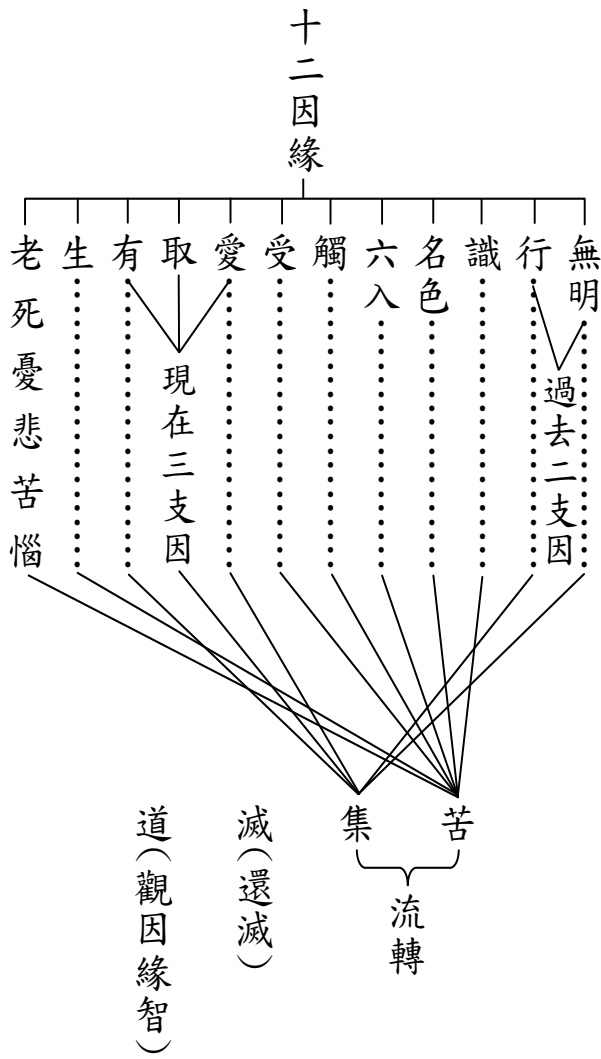 十二因緣
無明
行
識
名色
六入
觸
受
愛
取
有
生
老死憂悲苦惱
過去二支因
現在三支因
苦
集
流轉
滅(還滅)
道(觀因緣智)